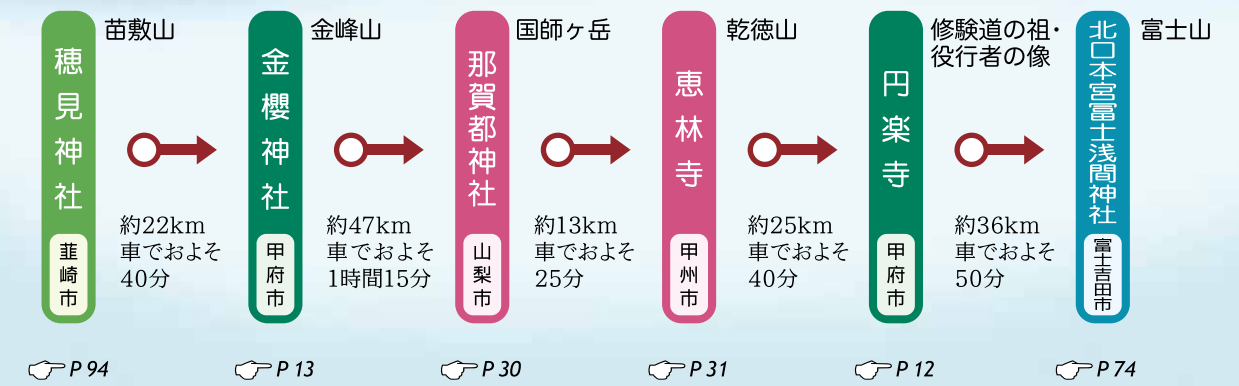 穂見神社
韮崎市
苗敷山
約22km
車でおよそ
40分
P 94
金櫻神社
甲府市
金峰山
約47km
車でおよそ
1時間15分
P 13
那賀都神社
山梨市
国師ヶ岳
約13km
車でおよそ
25分
P 30
恵林寺
甲州市
乾徳山
約25km
車でおよそ
40分
P 31
円楽寺
甲府市
修験道の祖・
役行者の像
約36km
車でおよそ
50分
P 12
北口本宮冨士浅間神社
富士吉田市
富士山
P 74